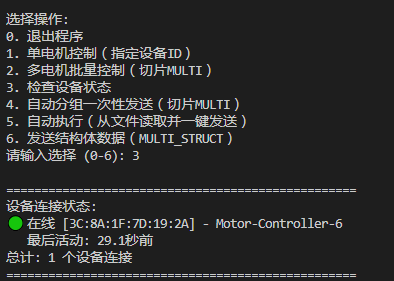 选择操作:
0. 退出程序
1. 单电机控制（指定设备ID）
2. 多电机批量控制（切片MULTI）
3. 检查设备状态
4. 自动分组一次性发送（切片MULTI）
5. 自动执行（从文件读取并一键发送）
6. 发送结构体数据（MULTI_STRUCT）
请输入选择 (0-6): 3
==================================================
设备连接状态:
在线 [3C:8A:1F:7D:19:2A] - Motor-Controller-6
最后活动: 29.1秒前
总计: 1 个设备连接
==================================================